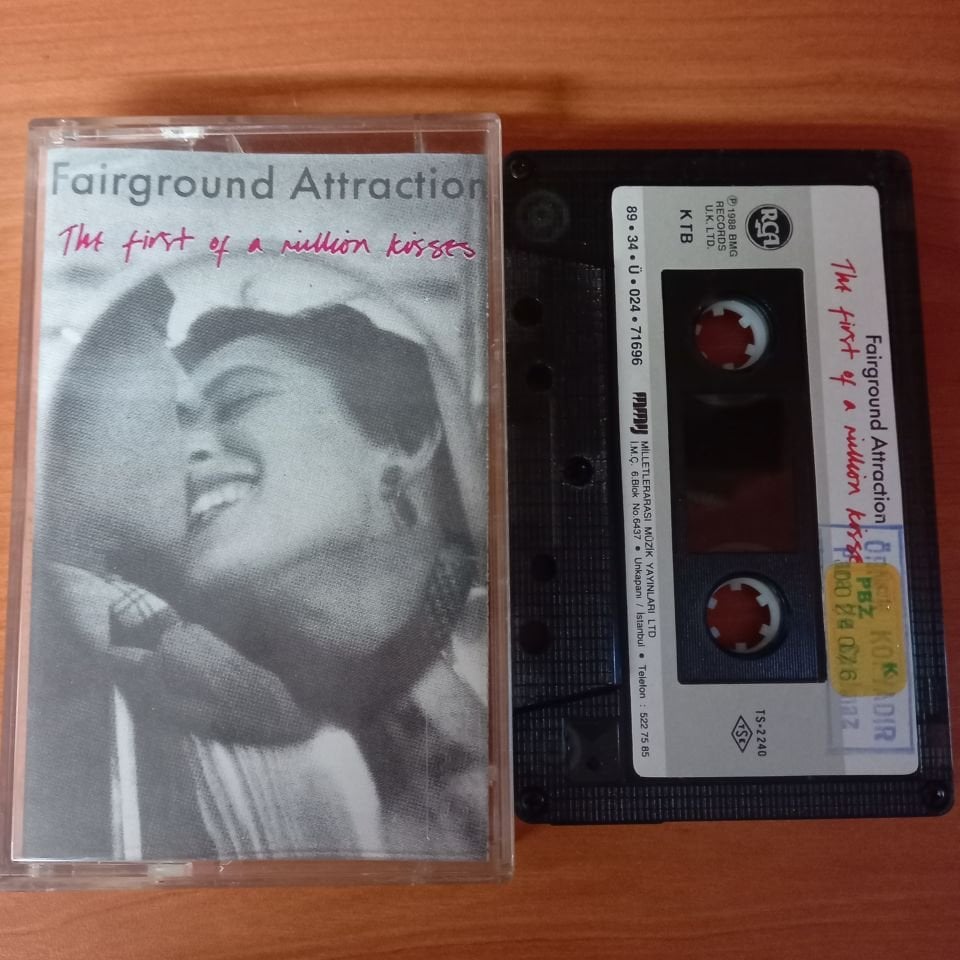 Fairground Attraction
The first of a million kisses
RCA
℗1988 BMG
RECORDS
U.K. LTD.
KTB
89 • 34 • Ü • 024 • 71696
Fairground Attraction
The first of a million kisses
MİLLETLERARASI MÜZİK YAYINLARI LTD
İ.M.Ç. 6.Blok No.6437 • Unkapanı / İstanbul • Telefon : 522 75 85
TS•2240
TSE
PBZ
K